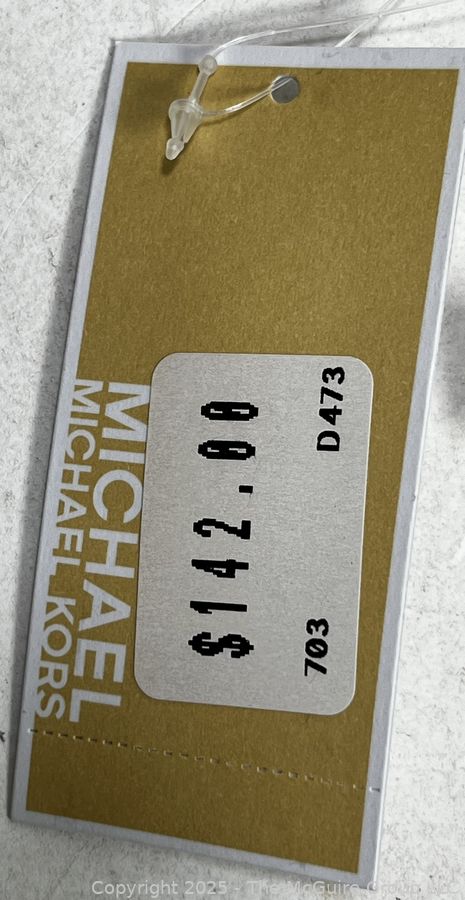 MICHAEL
MICHAEL KORS
$142.00
703 D473
Copyright 2025 - The McGuire Group LLC